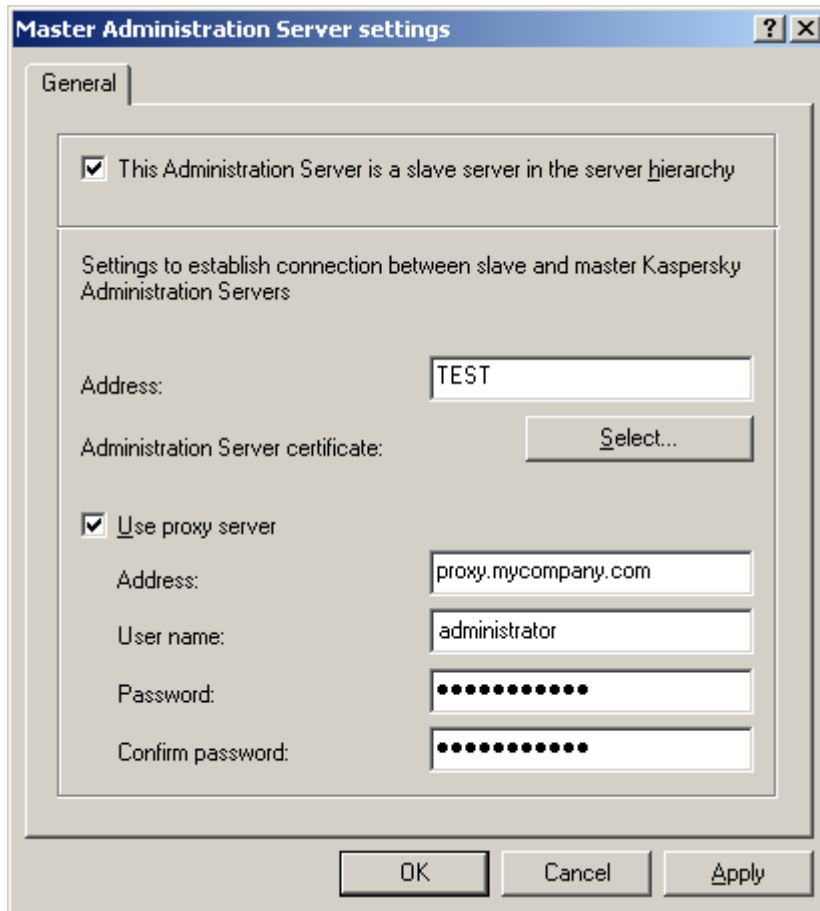 Master Administration Server settings
General
This Administration Server is a slave server in the server hierarchy
Settings to establish connection between slave and master Kaspersky
Administration Servers
Address: TEST
Administration Server certificate: Select...
Use proxy server
Address: proxy.mycompany.com
User name: administrator
Password: ●●●●●●●●●●●
Confirm password: ●●●●●●●●●●●
OK Cancel Apply